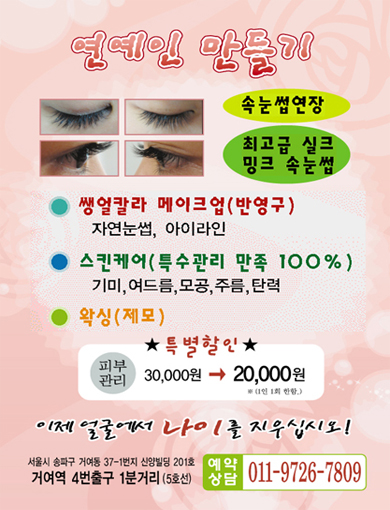 연예인 만들기
속눈썹연장
최고급 실크
밍크 속눈썹
쌩얼칼라 메이크업(반영구)
자연눈썹, 아이라인
스킨케어(특수관리 만족 100%)
기미,여드름,모공,주름,탄력
왁싱(제모)
★특별할인★
피부
관리
30,000원 → 20,000원
※(1인 1회 한함.)
이제 얼굴에서 나이를 지우십시오!
서울시 송파구 거여동 37-1번지 신양빌딩 201호
거여역 4번출구 1분거리(5호선)
예약
상담
011-9726-7809